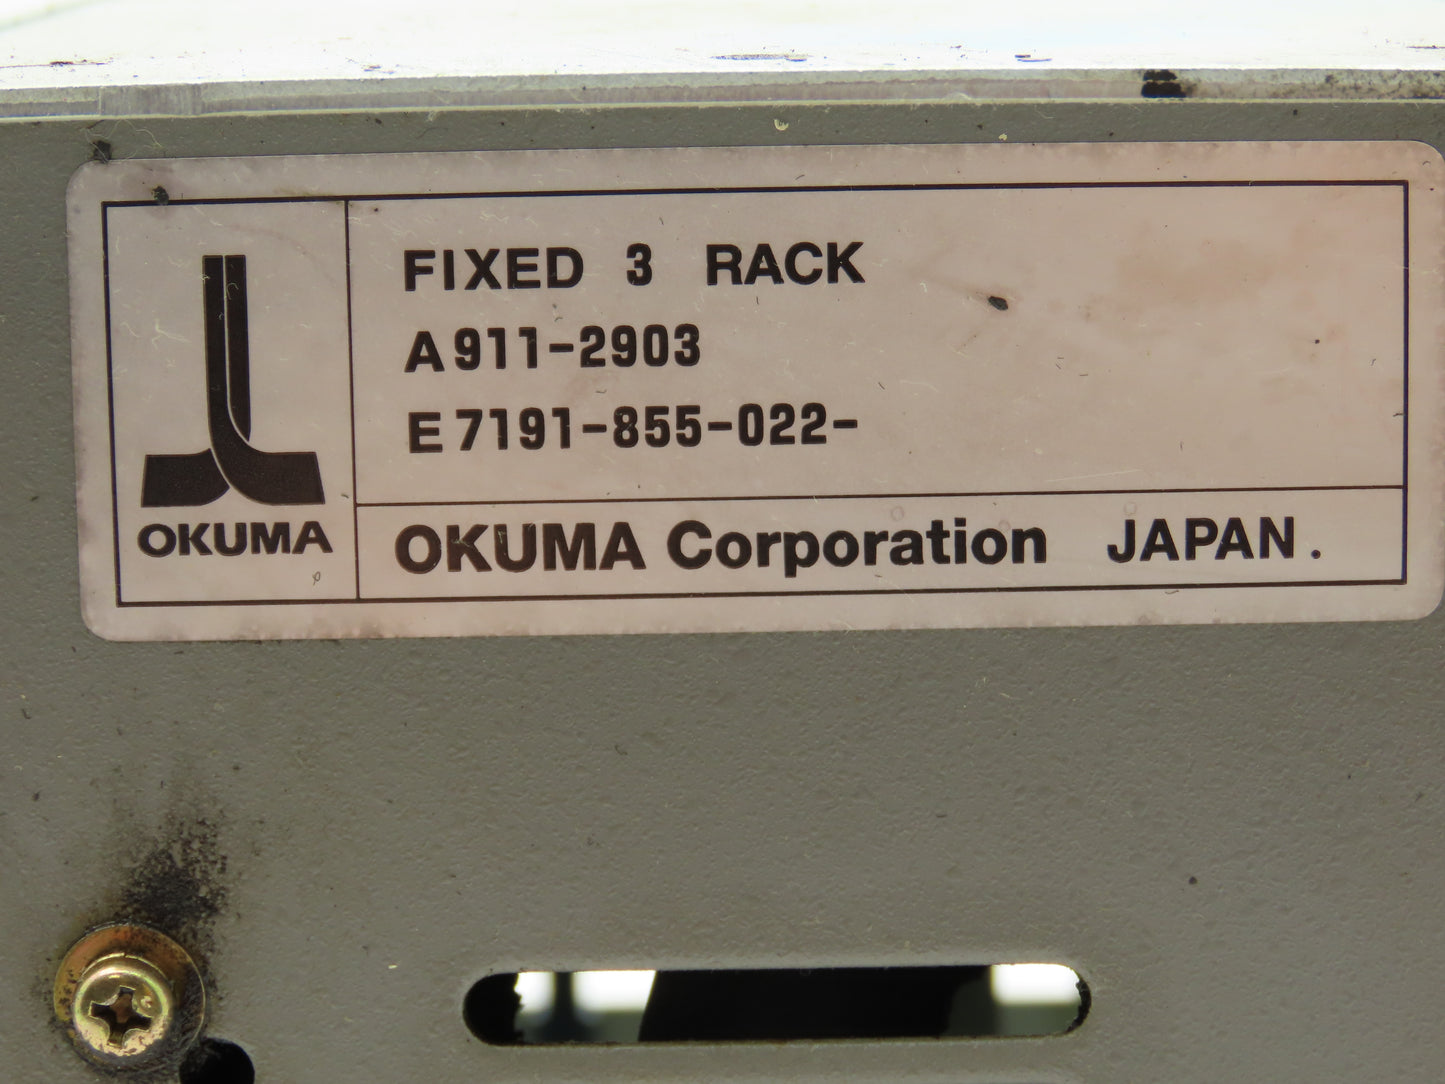 FIXED 3 RACK
A911-2903
E7191-855-022-
OKUMA
OKUMA Corporation JAPAN.